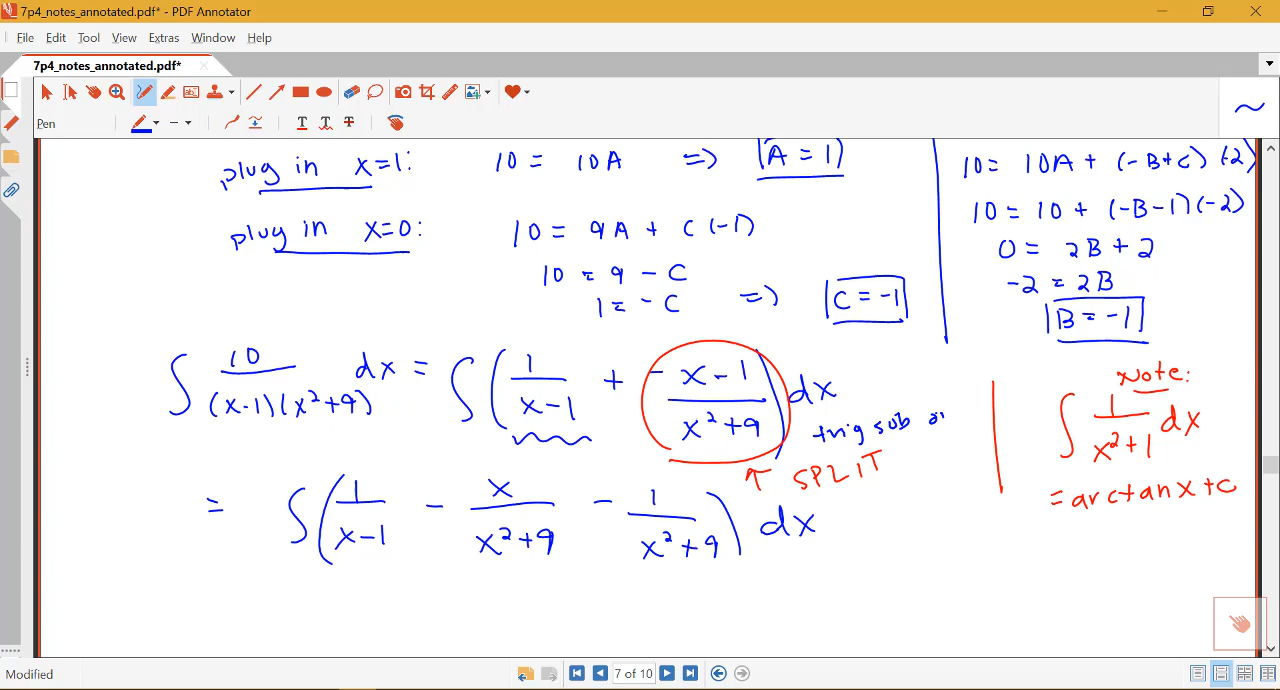 7p4_notes_annotated.pdf* - PDF Annotator
File Edit Tool View Extras Window Help
7p4_notes_annotated.pdf*
Pen
plug in x=1: 10 = 10A => A = 1
plug in x=0: 10 = 9A + C(-1)
10 = 9 - C
1 = - C => C = -1
10 = 10A + (-B+C)(-2)
10 = 10 + (-B-1)(-2)
0 = 2B + 2
-2 = 2B
B = -1
∫ 10/((x-1)(x²+9)) dx = ∫ (1/(x-1) + (-x-1)/(x²+9)) dx
trig sub or
↑ SPLIT
= ∫ (1/(x-1) - x/(x²+9) - 1/(x²+9)) dx
Note:
∫ 1/(x²+1) dx
= arctan x + c
Modified
7 of 10